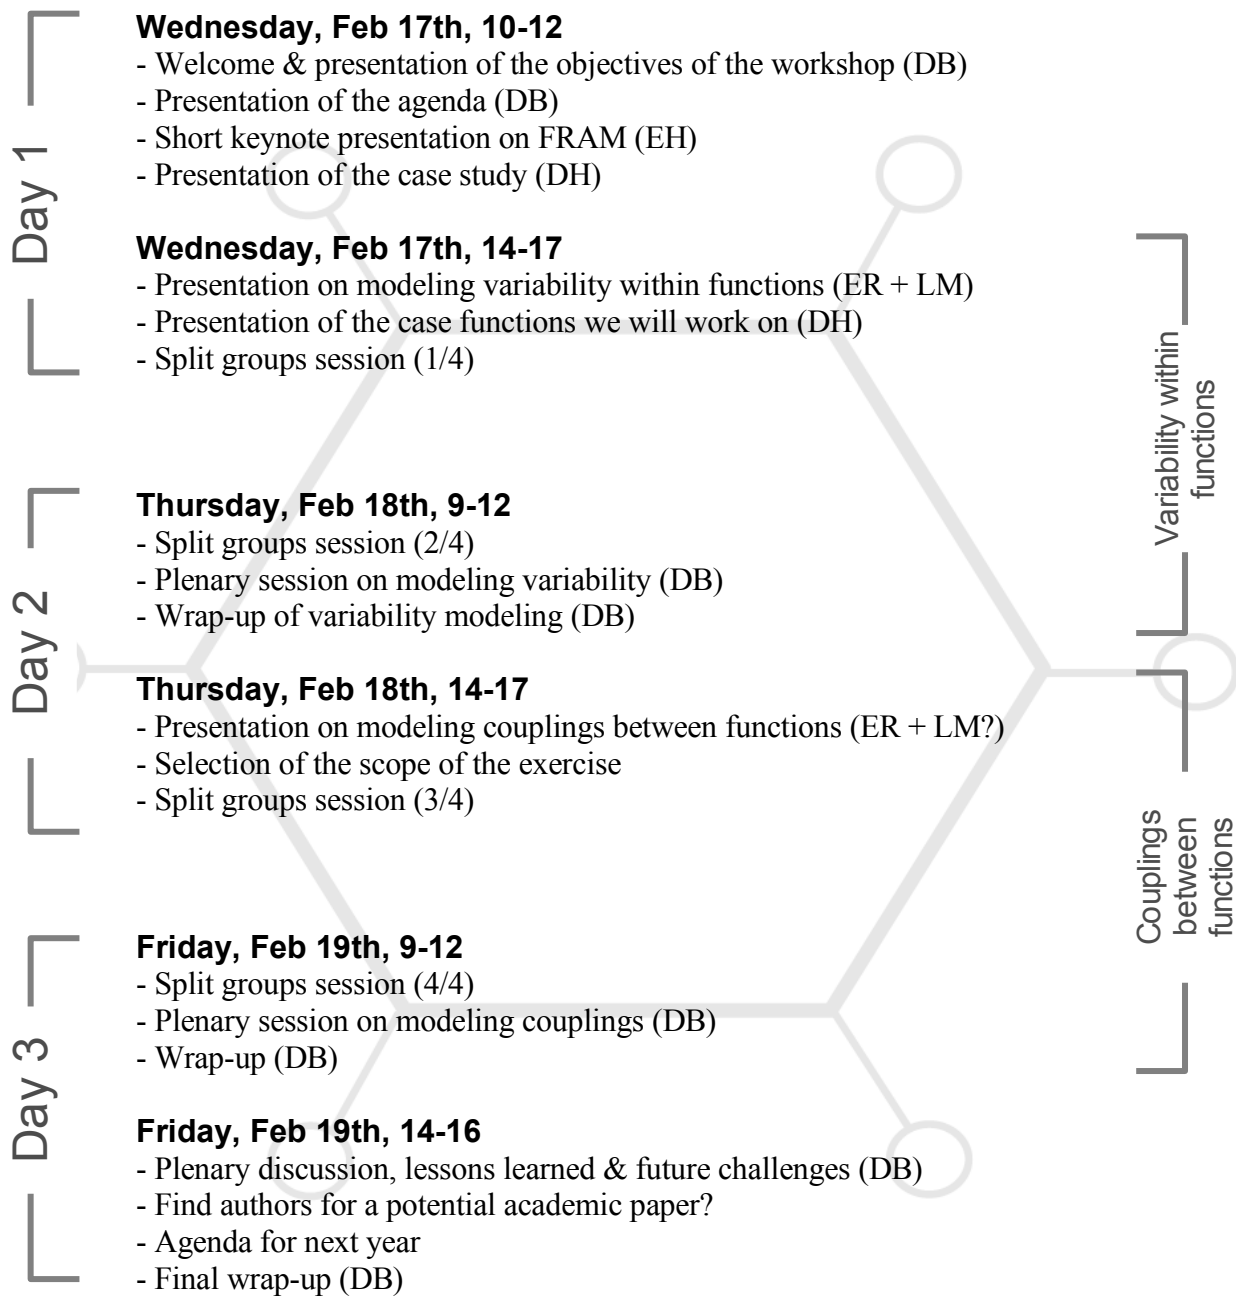 Day 1
Wednesday, Feb 17th, 10-12
- Welcome & presentation of the objectives of the workshop (DB)
- Presentation of the agenda (DB)
- Short keynote presentation on FRAM (EH)
- Presentation of the case study (DH)
Wednesday, Feb 17th, 14-17
- Presentation on modeling variability within functions (ER + LM)
- Presentation of the case functions we will work on (DH)
- Split groups session (1/4)
Day 2
Thursday, Feb 18th, 9-12
- Split groups session (2/4)
- Plenary session on modeling variability (DB)
- Wrap-up of variability modeling (DB)
Variability within
functions
Thursday, Feb 18th, 14-17
- Presentation on modeling couplings between functions (ER + LM?)
- Selection of the scope of the exercise
- Split groups session (3/4)
Day 3
Friday, Feb 19th, 9-12
- Split groups session (4/4)
- Plenary session on modeling couplings (DB)
- Wrap-up (DB)
Couplings
between
functions
Friday, Feb 19th, 14-16
- Plenary discussion, lessons learned & future challenges (DB)
- Find authors for a potential academic paper?
- Agenda for next year
- Final wrap-up (DB)